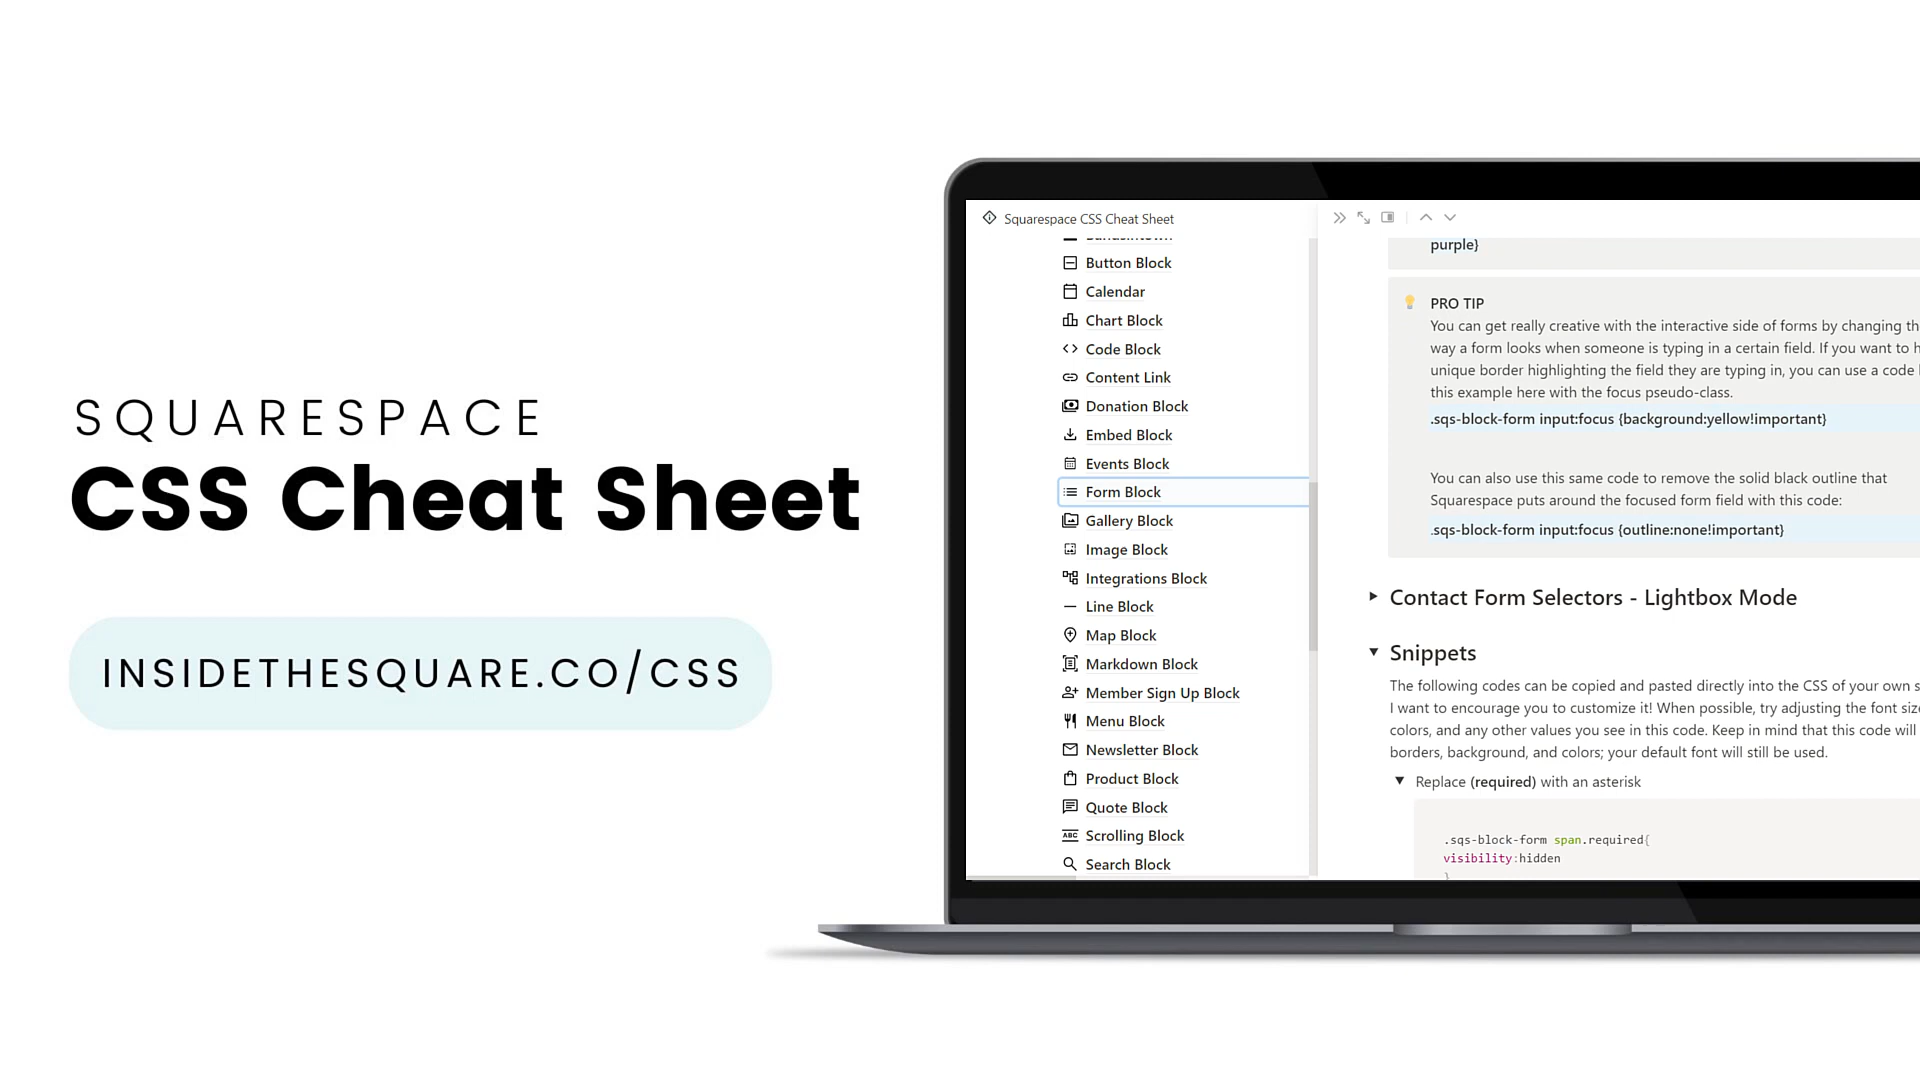 SQUARESPACE
CSS Cheat Sheet
INSIDETHESQUARE.CO/CSS
Squarespace CSS Cheat Sheet
Button Block
Calendar
Chart Block
Code Block
Content Link
Donation Block
Embed Block
Events Block
Form Block
Gallery Block
Image Block
Integrations Block
Line Block
Map Block
Markdown Block
Member Sign Up Block
Menu Block
Newsletter Block
Product Block
Quote Block
ABC Scrolling Block
Search Block
purple}
PRO TIP
You can get really creative with the interactive side of forms by changing
way a form looks when someone is typing in a certain field. If you want to
unique border highlighting the field they are typing in, you can use a code
this example here with the focus pseudo-class.
.sqs-block-form input:focus {background:yellow!important}
You can also use this same code to remove the solid black outline that
Squarespace puts around the focused form field with this code:
.sqs-block-form input:focus {outline:none!important}
Contact Form Selectors - Lightbox Mode
Snippets
The following codes can be copied and pasted directly into the CSS of your own
I want to encourage you to customize it! When possible, try adjusting the font
colors, and any other values you see in this code. Keep in mind that this code will
borders, background, and colors; your default font will still be used.
Replace (required) with an asterisk
.sqs-block-form span.required{
visibility:hidden
}